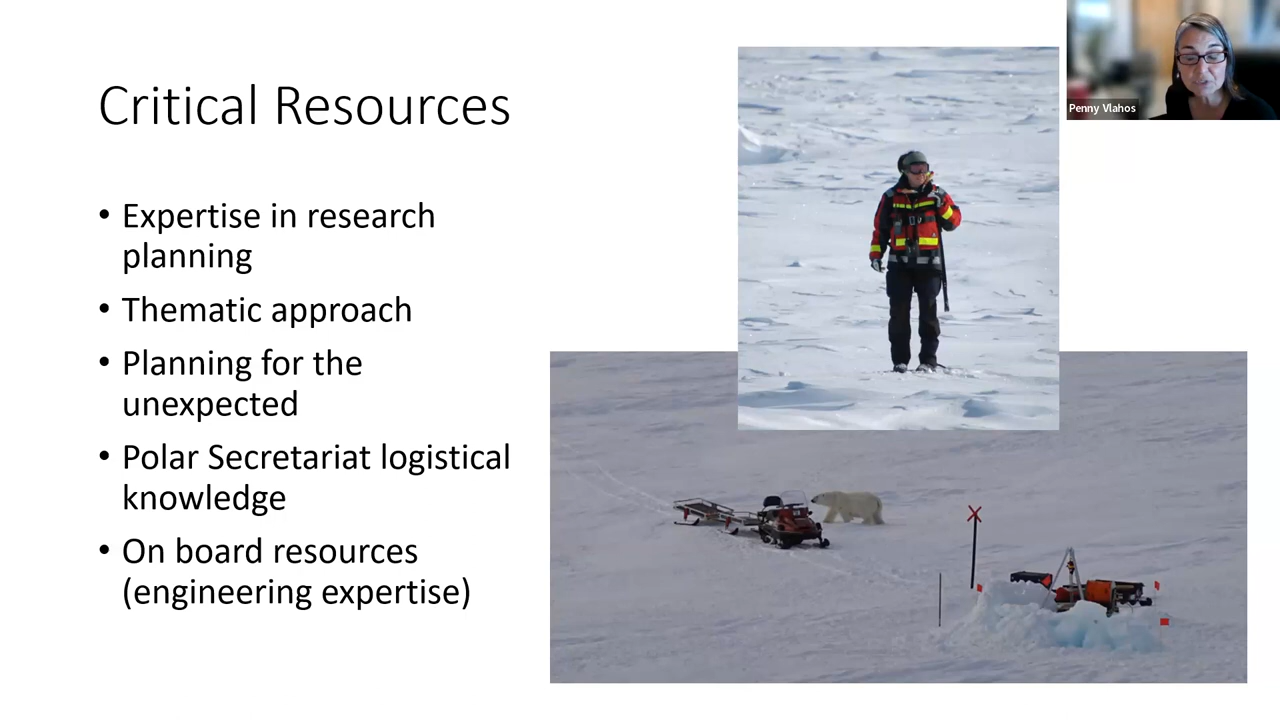 Critical Resources
• Expertise in research
planning
• Thematic approach
• Planning for the
unexpected
• Polar Secretariat logistical
knowledge
• On board resources
(engineering expertise)
Penny Vlahos